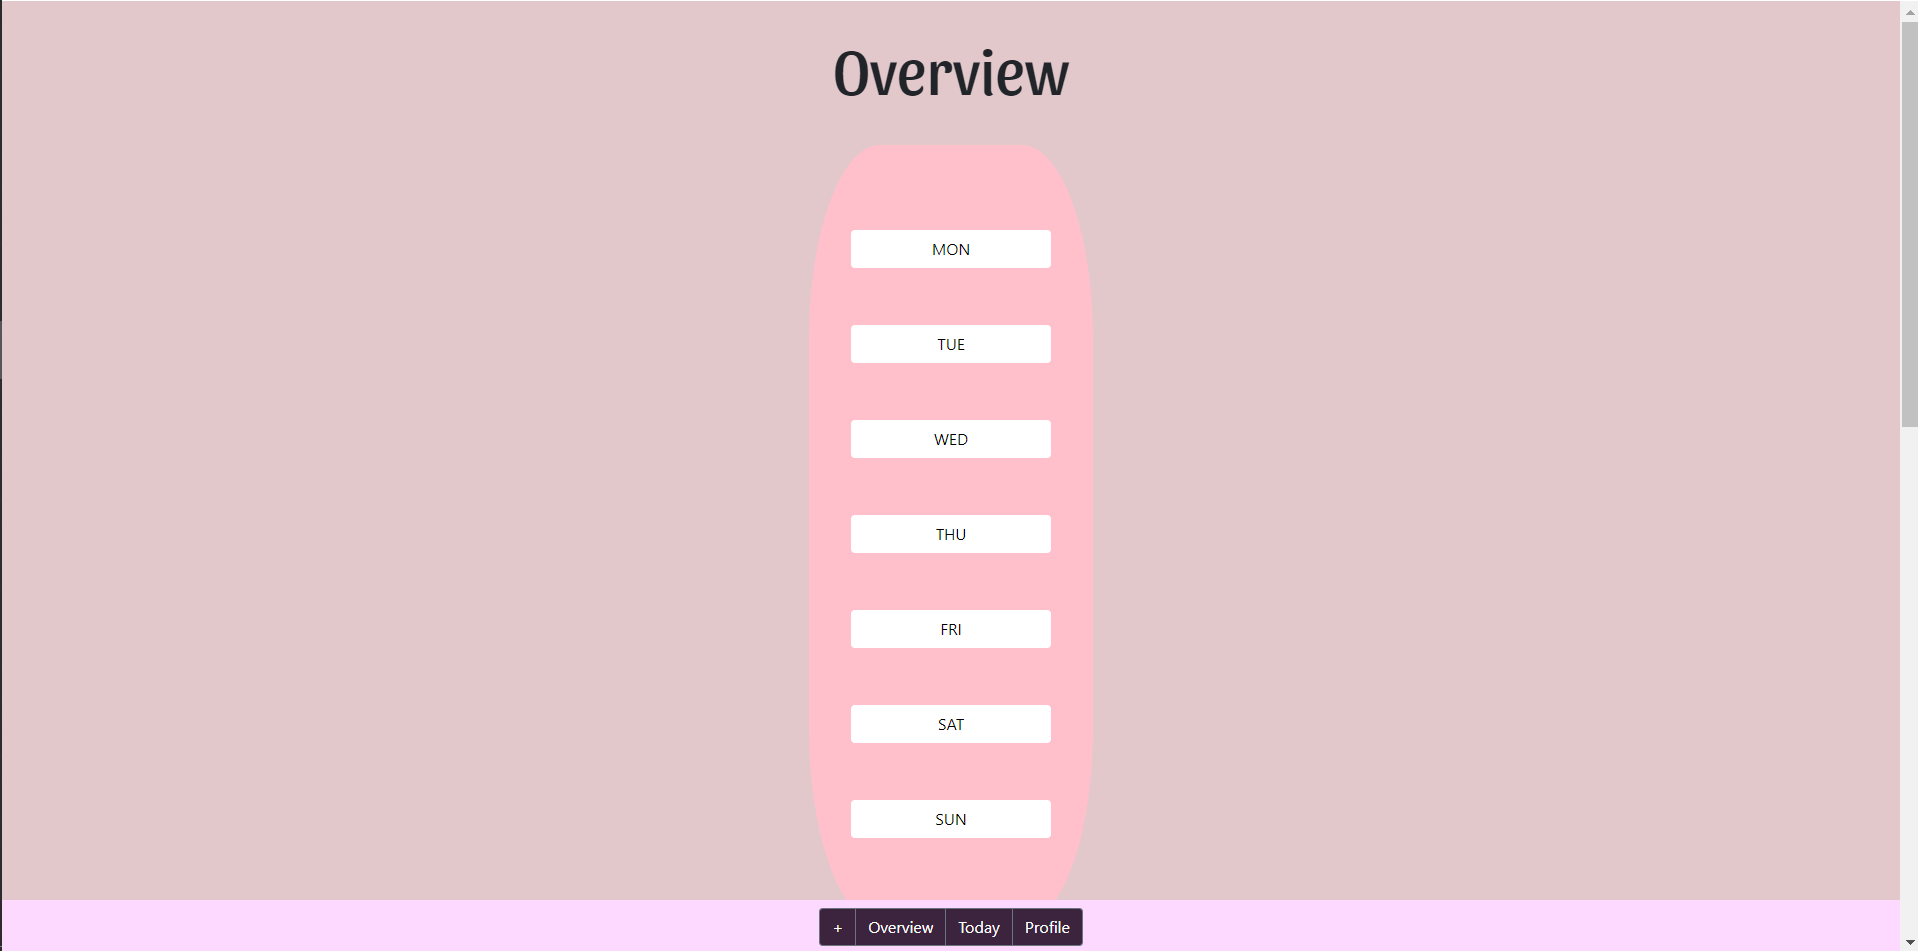 Overview
MON
TUE
WED
THU
FRI
SAT
SUN
+ Overview Today Profile